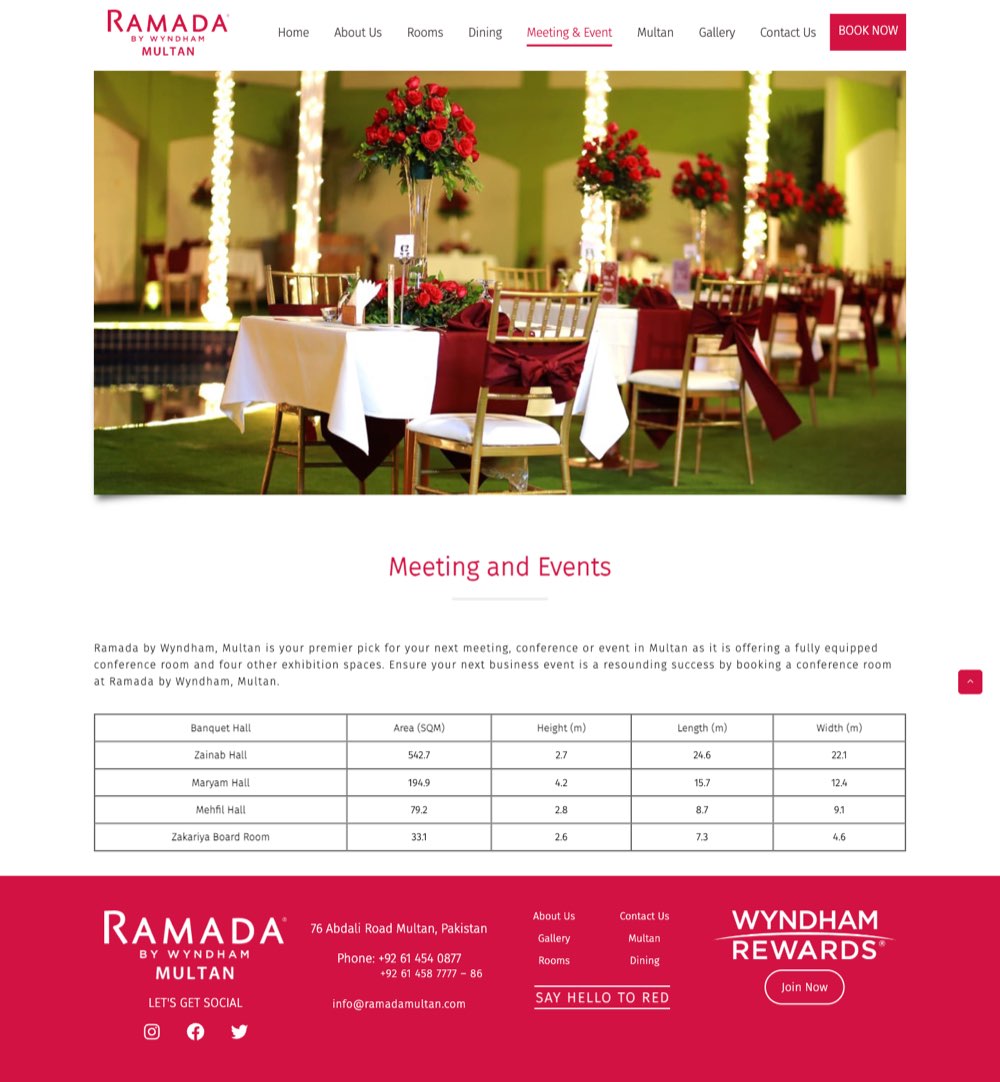 RAMADA®
BY WYNDHAM
MULTAN
Home About Us Rooms Dining Meeting & Event Multan Gallery Contact Us BOOK NOW
Meeting and Events
Ramada by Wyndham, Multan is your premier pick for your next meeting, conference or event in Multan as it is offering a fully equipped
conference room and four other exhibition spaces. Ensure your next business event is a resounding success by booking a conference room
at Ramada by Wyndham, Multan.
Banquet Hall Area (SQM) Height (m) Length (m) Width (m)
Zainab Hall 542.7 2.7 24.6 22.1
Maryam Hall 194.9 4.2 15.7 12.4
Mehfil Hall 79.2 2.8 8.7 9.1
Zakariya Board Room 33.1 2.6 7.3 4.6
RAMADA®
BY WYNDHAM
MULTAN
LET'S GET SOCIAL
76 Abdali Road Multan, Pakistan
Phone: +92 61 454 0877
+92 61 458 7777 – 86
info@ramadamultan.com
About Us Contact Us
Gallery Multan
Rooms Dining
SAY HELLO TO RED
WYNDHAM
REWARDS®
Join Now